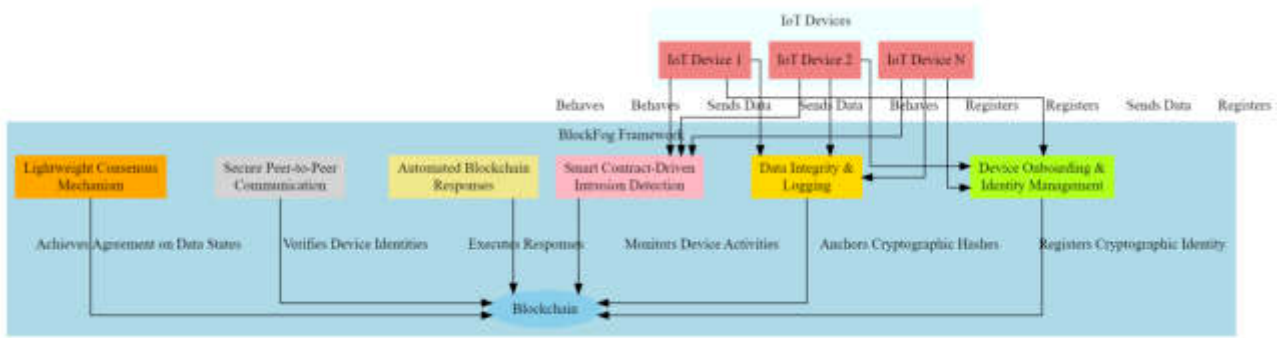 IoT Devices
IoT Device 1
IoT Device 2
IoT Device N
Behaves
Behaves
Sends Data
Sends Data
Behaves
Registers
Registers
Sends Data
Registers
BlockFog Framework
Lightweight Consensus
Mechanism
Secure Peer-to-Peer
Communication
Automated Blockchain
Responses
Smart Contract-Driven
Intrusion Detection
Data Integrity &
Logging
Device Onboarding &
Identity Management
Achieves Agreement on Data States
Verifies Device Identities
Executes Responses
Monitors Device Activities
Anchors Cryptographic Hashes
Registers Cryptographic Identity
Blockchain